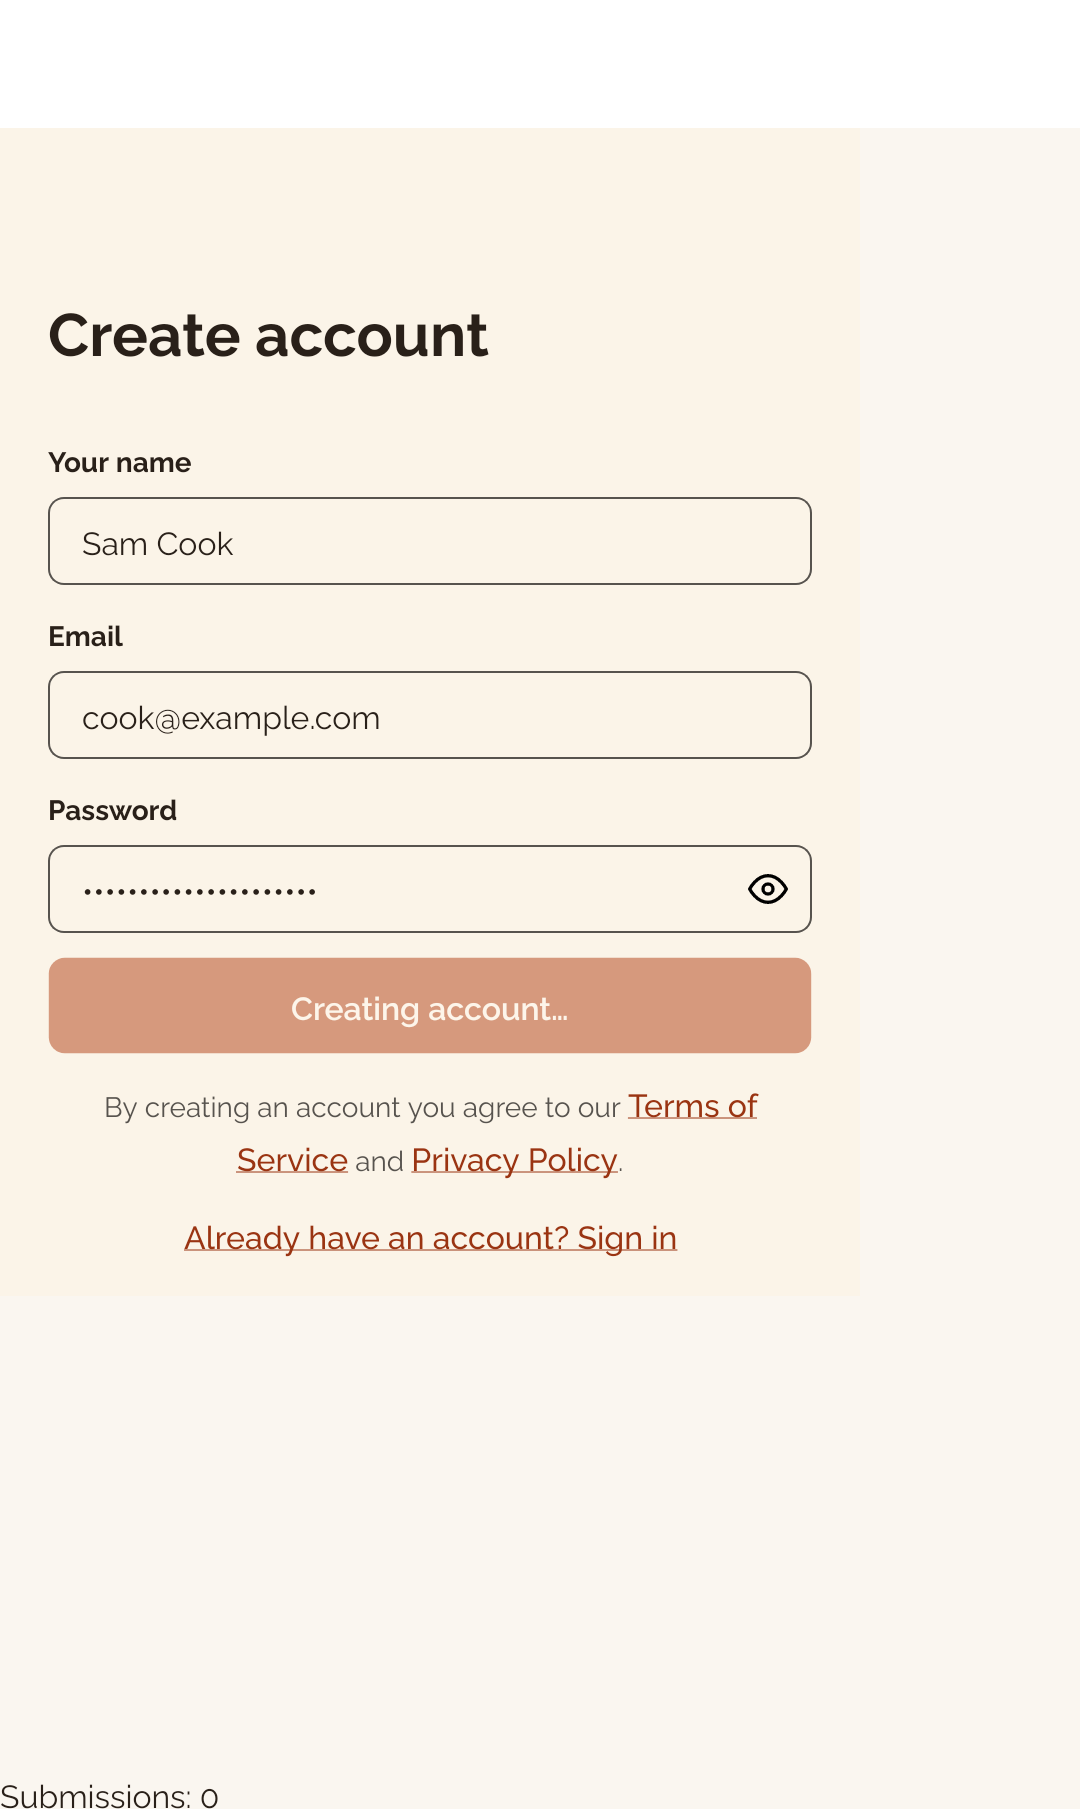 Create account
Your name
Sam Cook
Email
cook@example.com
Password
•••••••••••••••••••••
Creating account...
By creating an account you agree to our Terms of
Service and Privacy Policy.
Already have an account? Sign in
Submissions: 0